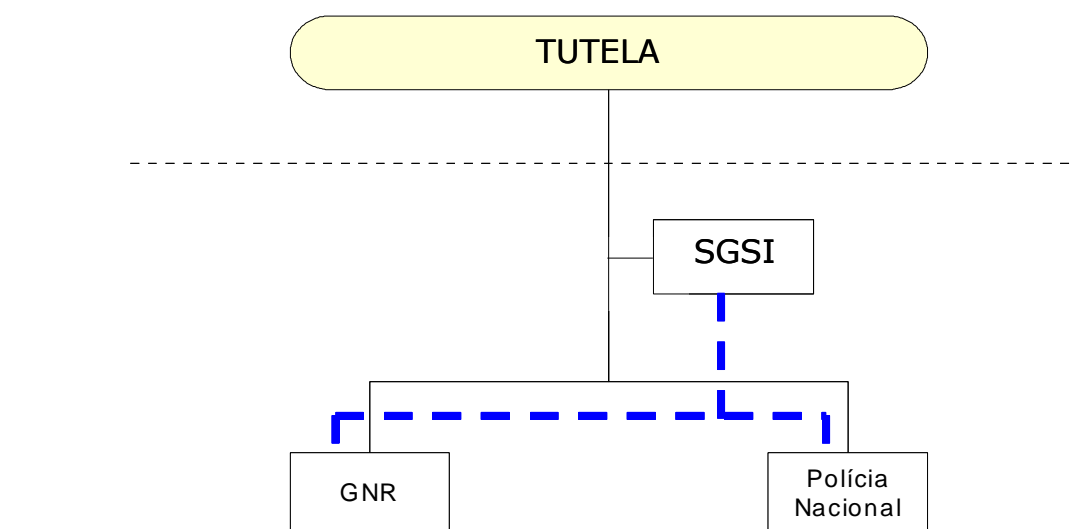 TUTELA
SGSI
GNR
Polícia
Nacional